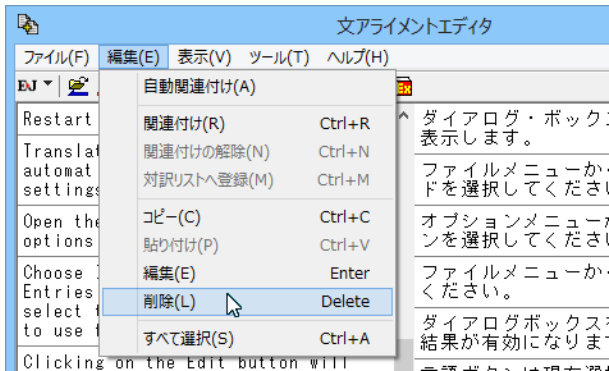 文アライメントエディタ
ファイル(F) 編集(E) 表示(V) ツール(T) ヘルプ(H)
EJ
自動関連付け(A)
関連付け(R) Ctrl+R
関連付けの解除(N) Ctrl+N
対訳リストへ登録(M) Ctrl+M
コピー(C) Ctrl+C
貼り付け(P) Ctrl+V
編集(E) Enter
削除(L) Delete
すべて選択(S) Ctrl+A
Restart
Translat
automat
settings
Open the
options
Choose
Entries
select
to use
Clicking on the Edit button will
ダイアログ・ボック
表示します。
ファイルメニューか
ドを選択してくださ
オプションメニュー
ンを選択してくださ
ファイルメニューか
ください。
ダイアログボックス
結果が有効になりま